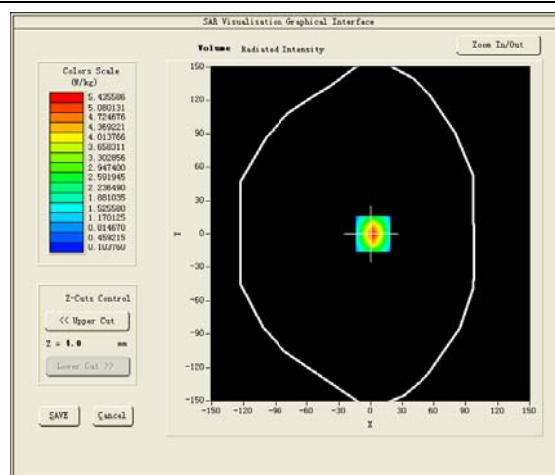 SAR Visualisation Graphical Interface
Volume Radiated Intensity
Zoom In/Out
Colors Scale
(W/kg)
5.435586
5.080131
4.724676
4.369221
4.013766
3.658311
3.302856
2.947400
2.591945
2.236490
1.881035
1.525580
1.170125
0.814670
0.459215
0.103760
Z-Cuts Control
<< Upper Cut
Z = 4.0 mm
Lower Cut >>
SAVE
Cancel
150
120
90
60
30
0
-30
-60
-90
-120
-150
Y
-150 -120 -90 -60 -30 0 30 60 90 120 150
X